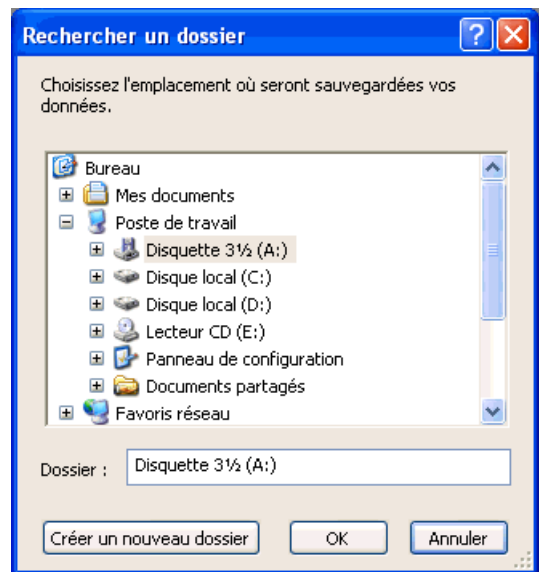 Rechercher un dossier
Choisissez l'emplacement où seront sauvegardées vos
données.
Bureau
Mes documents
Poste de travail
Disquette 3½ (A:)
Disque local (C:)
Disque local (D:)
Lecteur CD (E:)
Panneau de configuration
Documents partagés
Favoris réseau
Dossier : Disquette 3½ (A:)
Créer un nouveau dossier OK Annuler